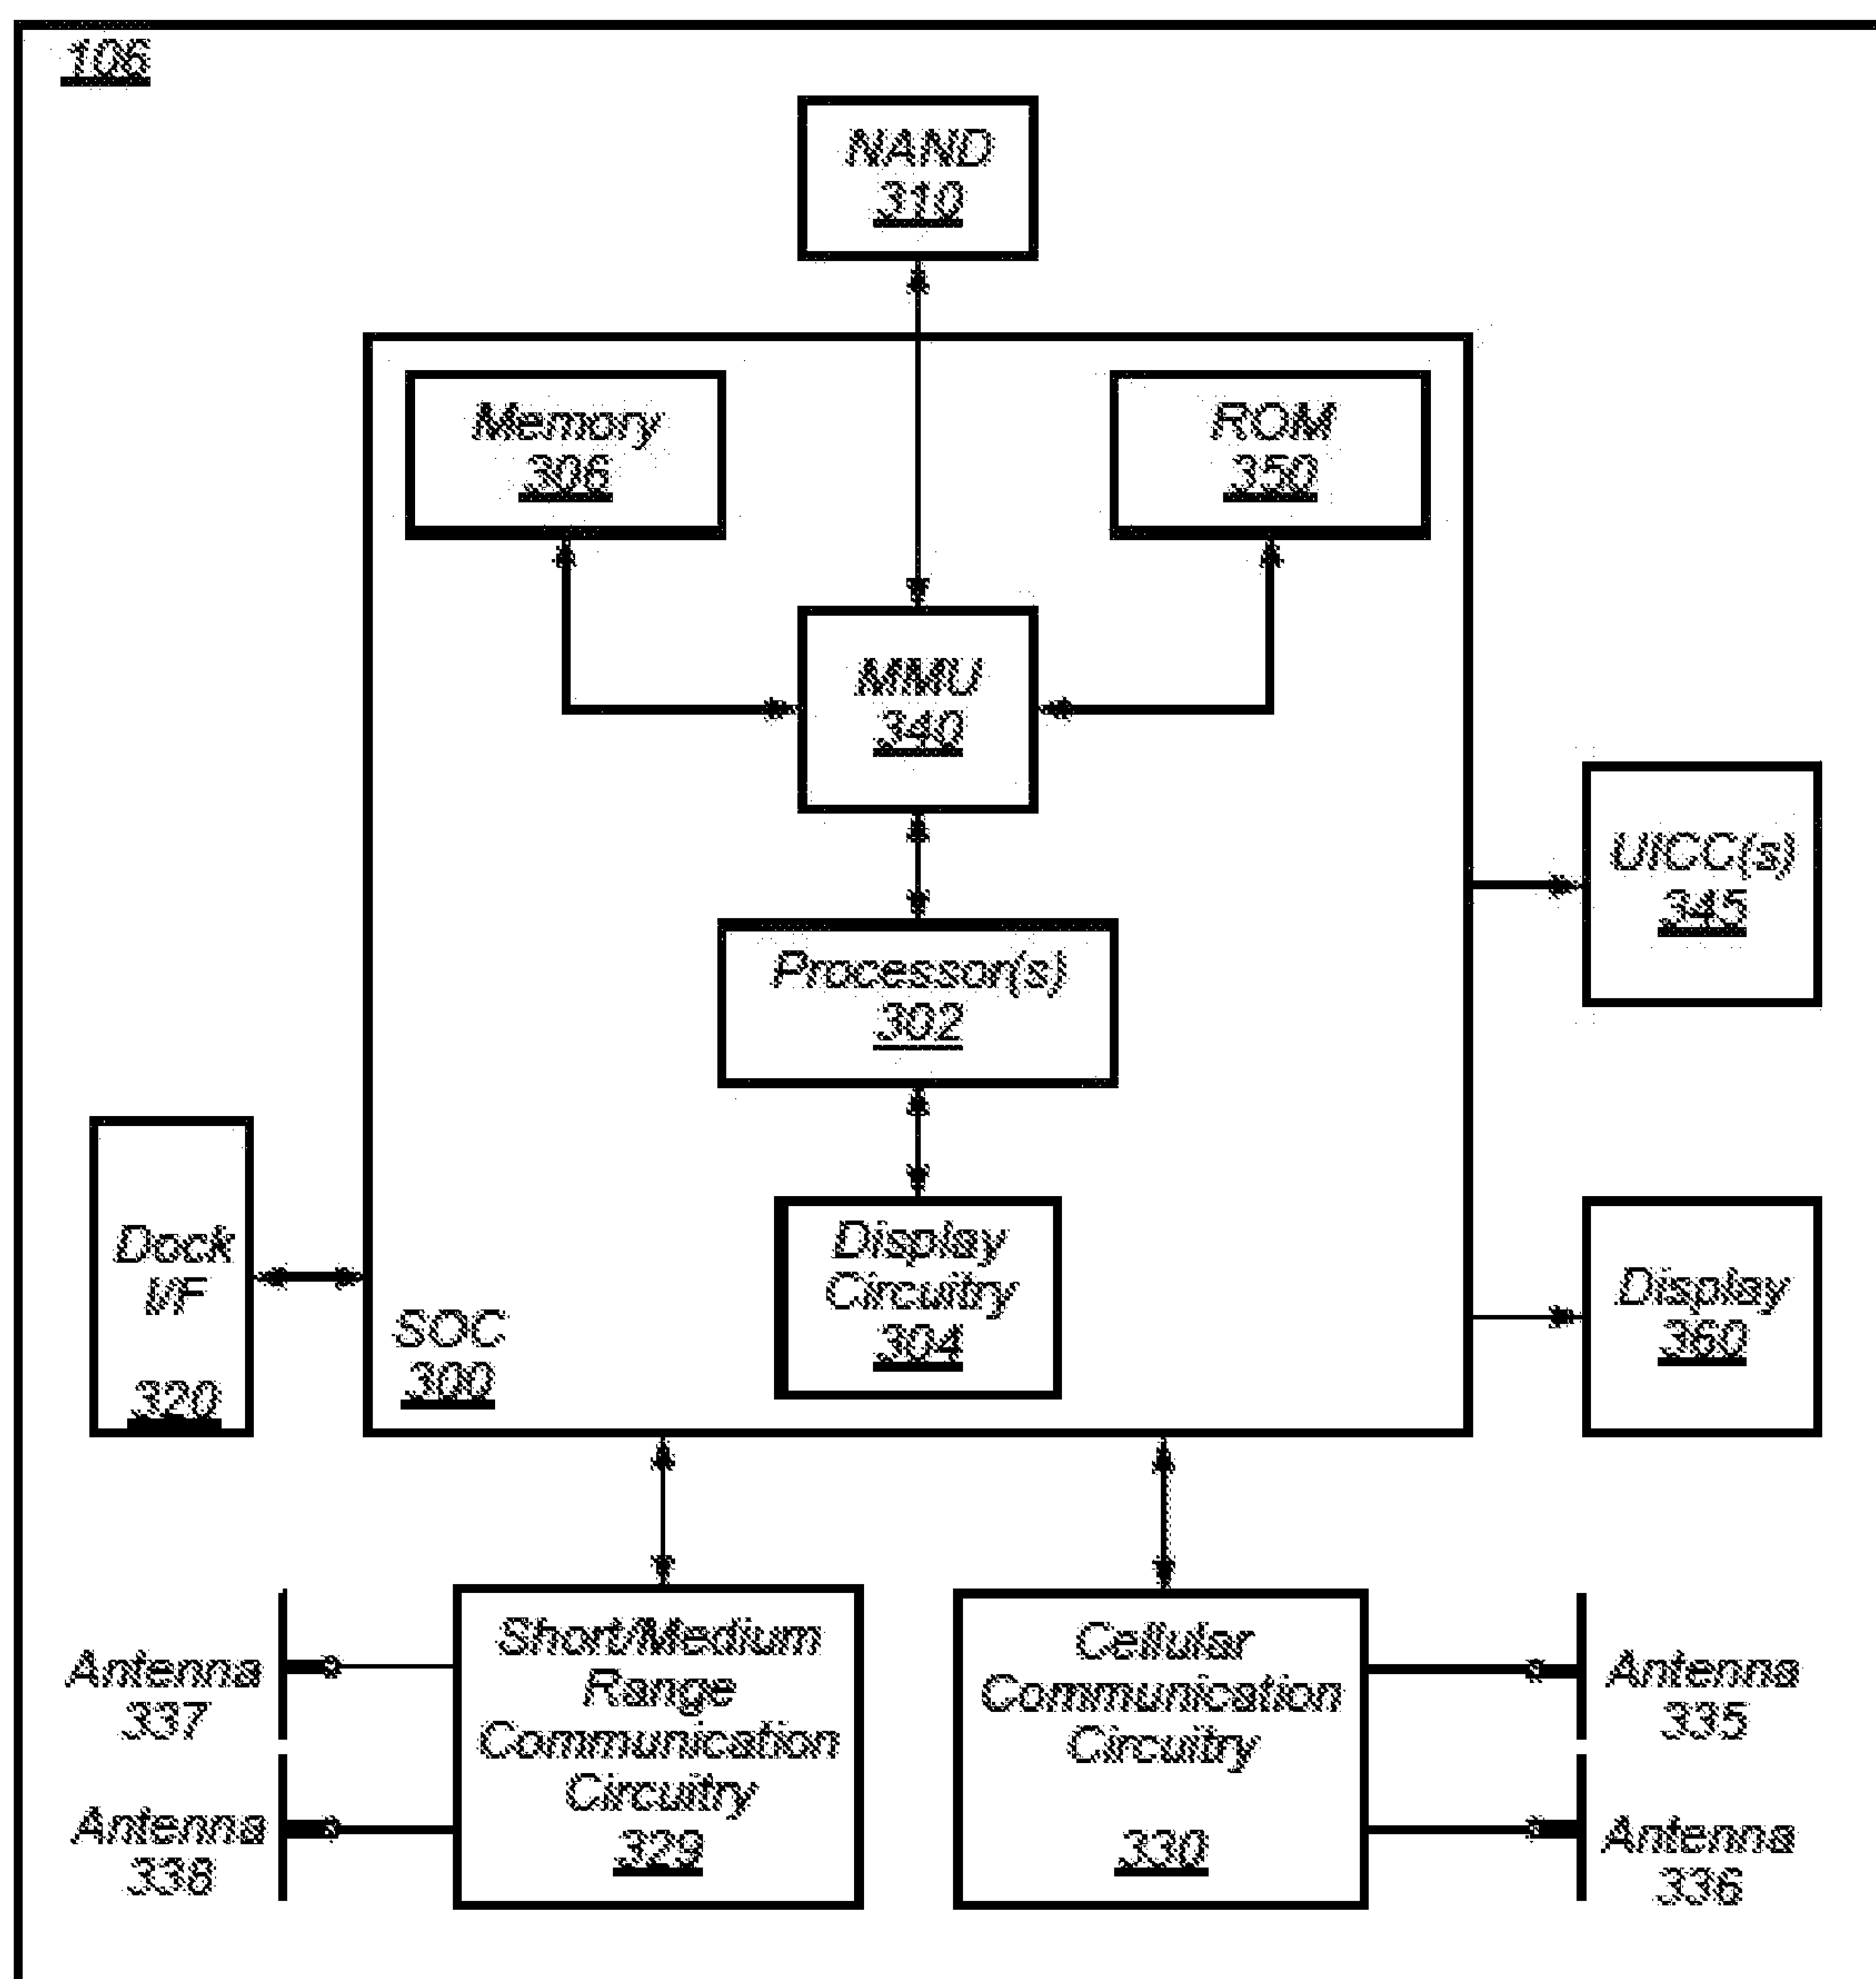 106
NAND
310
Memory
306
ROM
350
MMU
340
UICC(s)
345
Processor(s)
302
Dock
I/F
320
Display
Circuitry
304
SOC
300
Display
360
Short/Medium
Range
Communication
Circuitry
329
Cellular
Communication
Circuitry
330
Antenna
337
Antenna
338
Antenna
335
Antenna
336